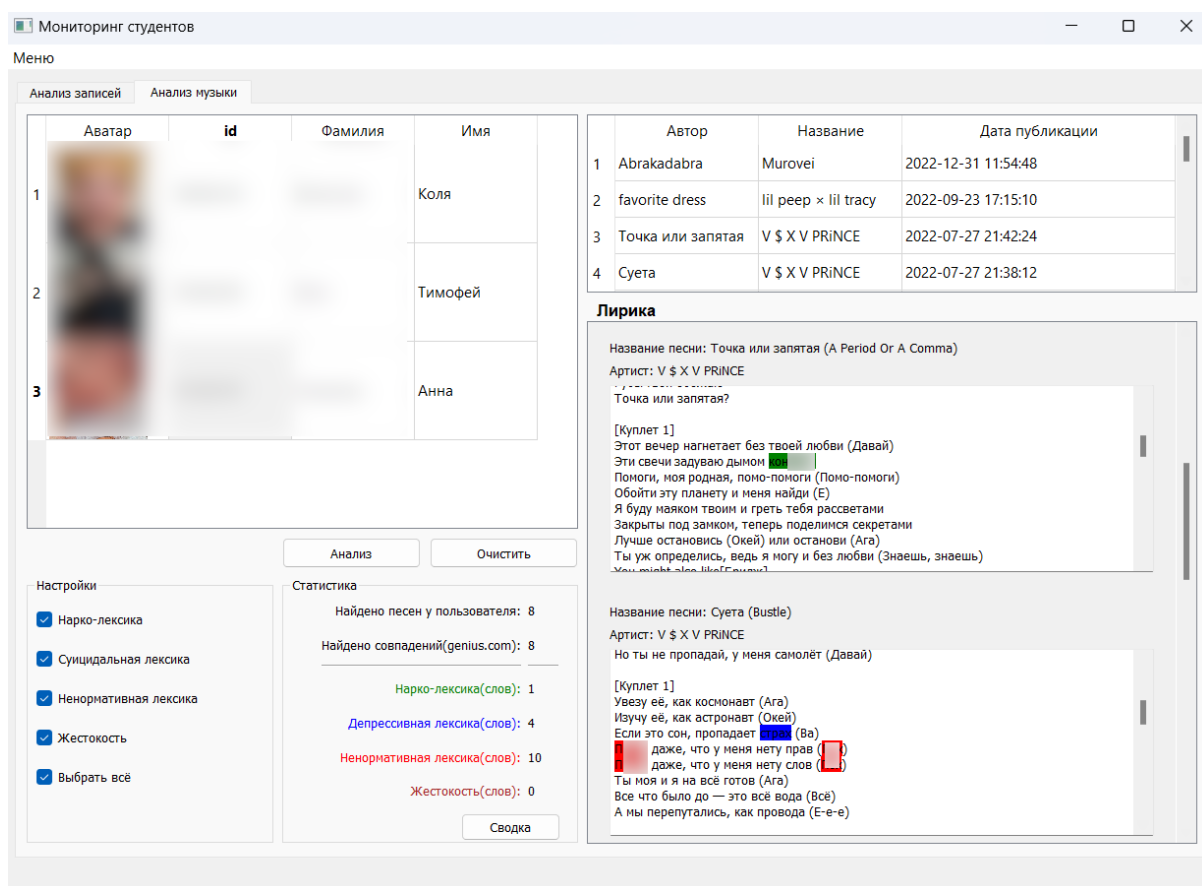 Мониторинг студентов
Меню
Анализ записей Анализ музыки
Аватар id Фамилия Имя
1 Коля
2 Тимофей
3 Анна
Анализ Очистить
Настройки
Нарко-лексика
Суицидальная лексика
Ненормативная лексика
Жестокость
Выбрать всё
Статистика
Найдено песен у пользователя: 8
Найдено совпадений(genius.com): 8
Нарко-лексика(слов): 1
Депрессивная лексика(слов): 4
Ненормативная лексика(слов): 10
Жестокость(слов): 0
Сводка
Автор Название Дата публикации
1 Abrakadabra Murovei 2022-12-31 11:54:48
2 favorite dress lil peep × lil tracy 2022-09-23 17:15:10
3 Точка или запятая V $ X V PRiNCE 2022-07-27 21:42:24
4 Суета V $ X V PRiNCE 2022-07-27 21:38:12
Лирика
Название песни: Точка или запятая (A Period Or A Comma)
Артист: V $ X V PRiNCE
Точка или запятая?
[Куплет 1]
Этот вечер нагнетает без твоей любви (Давай)
Эти свечи задуваю дымом
Помоги, моя родная, помо-помоги (Помо-помоги)
Обойти эту планету и меня найди (Е)
Я буду маяком твоим и греть тебя рассветами
Закрыты под замком, теперь поделимся секретами
Лучше остановись (Окей) или останови (Ага)
Ты уж определись, ведь я могу и без любви (Знаешь, знаешь)
You might also like[Бридж]
Название песни: Суета (Bustle)
Артист: V $ X V PRiNCE
Но ты не пропадай, у меня самолёт (Давай)
[Куплет 1]
Увезу её, как космонавт (Ага)
Изучу её, как астронавт (Окей)
Если это сон, пропадает страх (Ва)
даже, что у меня нету прав
даже, что у меня нету слов
Ты моя и я на всё готов (Ага)
Все что было до — это всё вода (Всё)
А мы перепутались, как провода (Е-е-е)